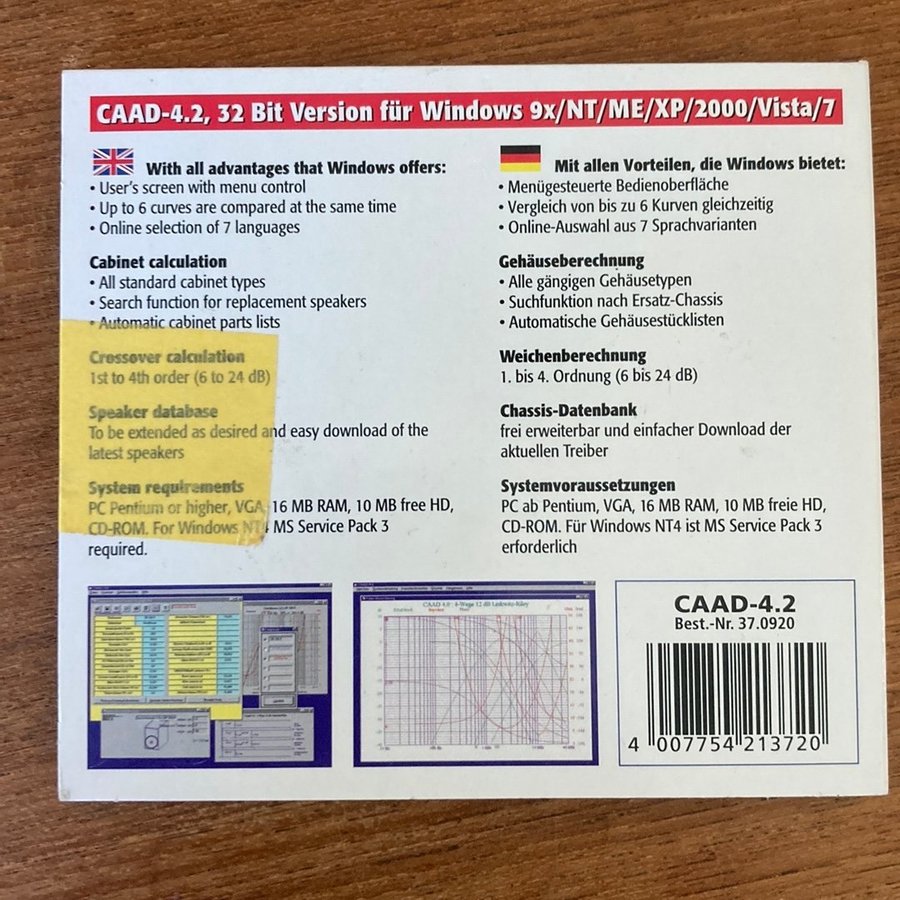 CAAD-4.2, 32 Bit Version für Windows 9x/NT/ME/XP/2000/Vista/7
With all advantages that Windows offers:
• User's screen with menu control
• Up to 6 curves are compared at the same time
• Online selection of 7 languages
Cabinet calculation
• All standard cabinet types
• Search function for replacement speakers
• Automatic cabinet parts lists
Crossover calculation
1st to 4th order (6 to 24 dB)
Speaker database
To be extended as desired and easy download of the
latest speakers
System requirements
PC Pentium or higher, VGA, 16 MB RAM, 10 MB free HD,
CD-ROM. For Windows NT4 MS Service Pack 3
required.
Mit allen Vorteilen, die Windows bietet:
• Menügesteuerte Bedienoberfläche
• Vergleich von bis zu 6 Kurven gleichzeitig
• Online-Auswahl aus 7 Sprachvarianten
Gehäuseberechnung
• Alle gängigen Gehäusetypen
• Suchfunktion nach Ersatz-Chassis
• Automatische Gehäusestücklisten
Weichenberechnung
1. bis 4. Ordnung (6 bis 24 dB)
Chassis-Datenbank
frei erweiterbar und einfacher Download der
aktuellen Treiber
Systemvoraussetzungen
PC ab Pentium, VGA, 16 MB RAM, 10 MB freie HD,
CD-ROM. Für Windows NT4 ist MS Service Pack 3
erforderlich
CAAD 4.0 : 4-Wege 12 dB Linkwitz-Riley
CAAD-4.2
Best.-Nr. 37.0920
4 007754 213720